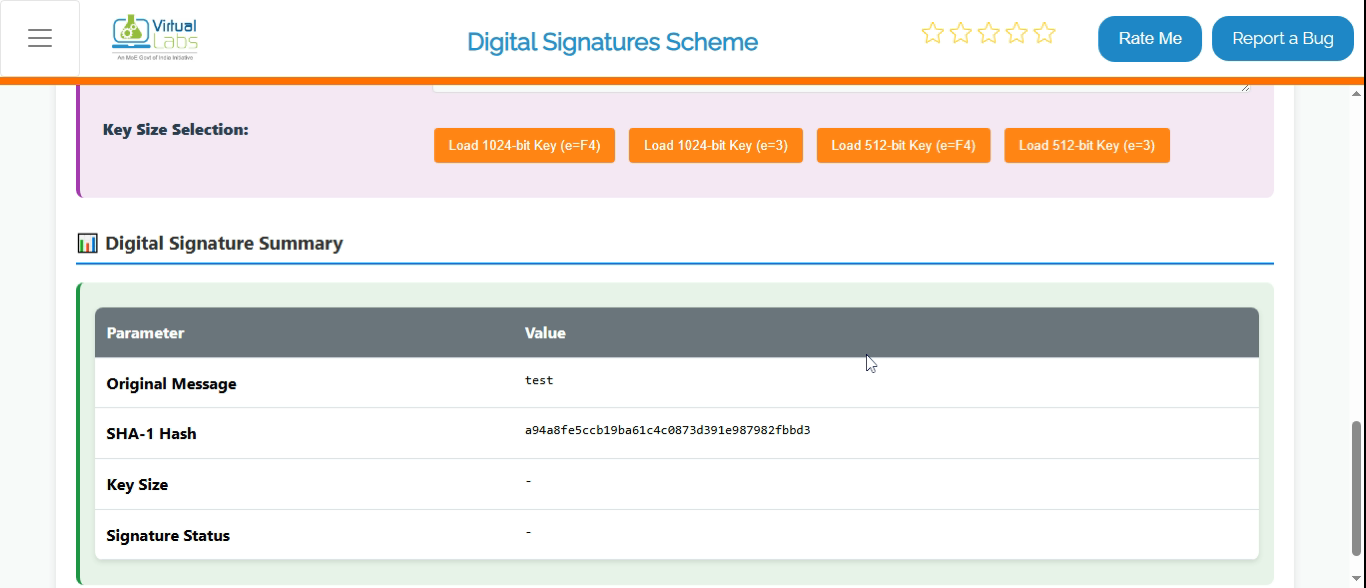 Virtual
Labs
An MoE Govt of India Initiative
Digital Signatures Scheme
Rate Me
Report a Bug
Key Size Selection:
Load 1024-bit Key (e=F4)
Load 1024-bit Key (e=3)
Load 512-bit Key (e=F4)
Load 512-bit Key (e=3)
Digital Signature Summary
Parameter Value
Original Message test
SHA-1 Hash a94a8fe5ccb19ba61c4c0873d391e987982fbbd3
Key Size -
Signature Status -